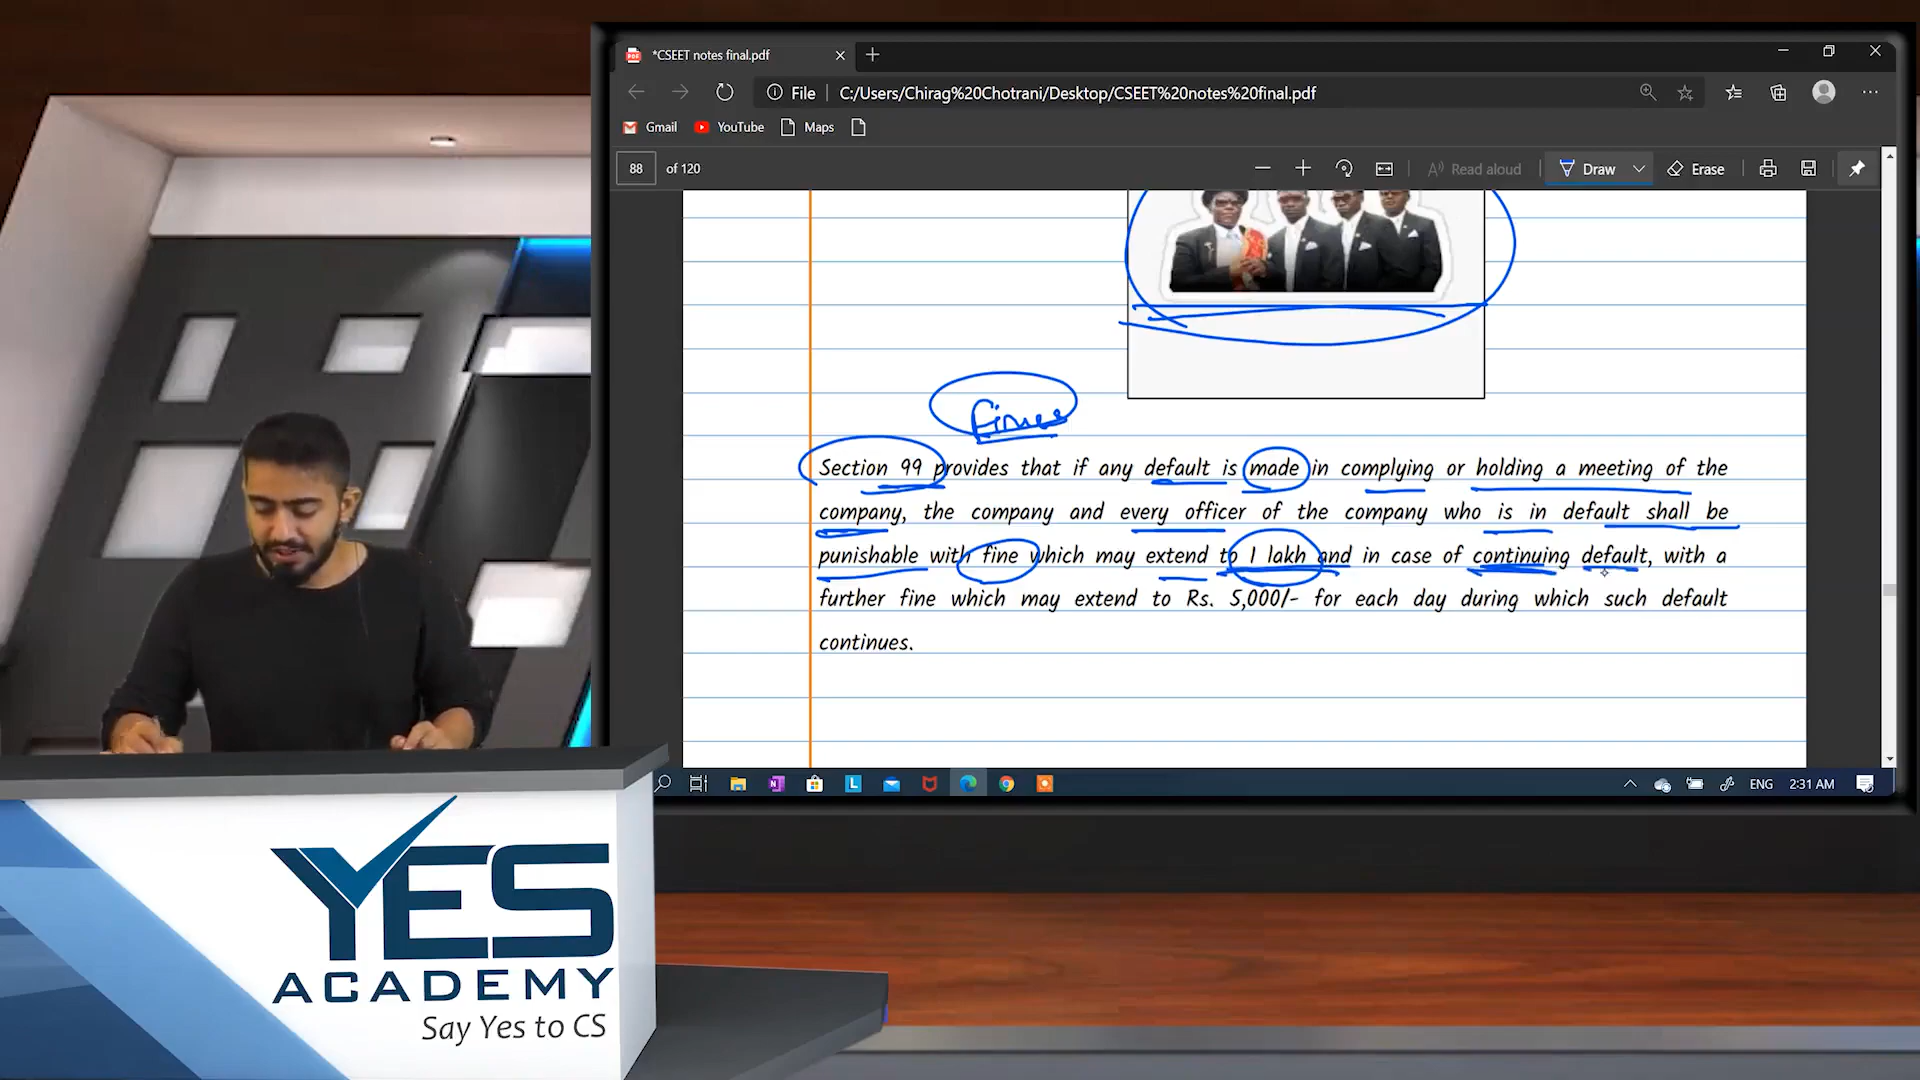 *CSEET notes final.pdf
File | C:/Users/Chirag%20Chotrani/Desktop/CSEET%20notes%20final.pdf
Gmail YouTube Maps
88 of 120 Read aloud Draw Erase
Fines
Section 99 provides that if any default is made in complying or holding a meeting of the
company, the company and every officer of the company who is in default shall be
punishable with fine which may extend to 1 lakh and in case of continuing default, with a
further fine which may extend to Rs. 5,000/- for each day during which such default
continues.
ENG 2:31 AM
YES
ACADEMY
Say Yes to CS